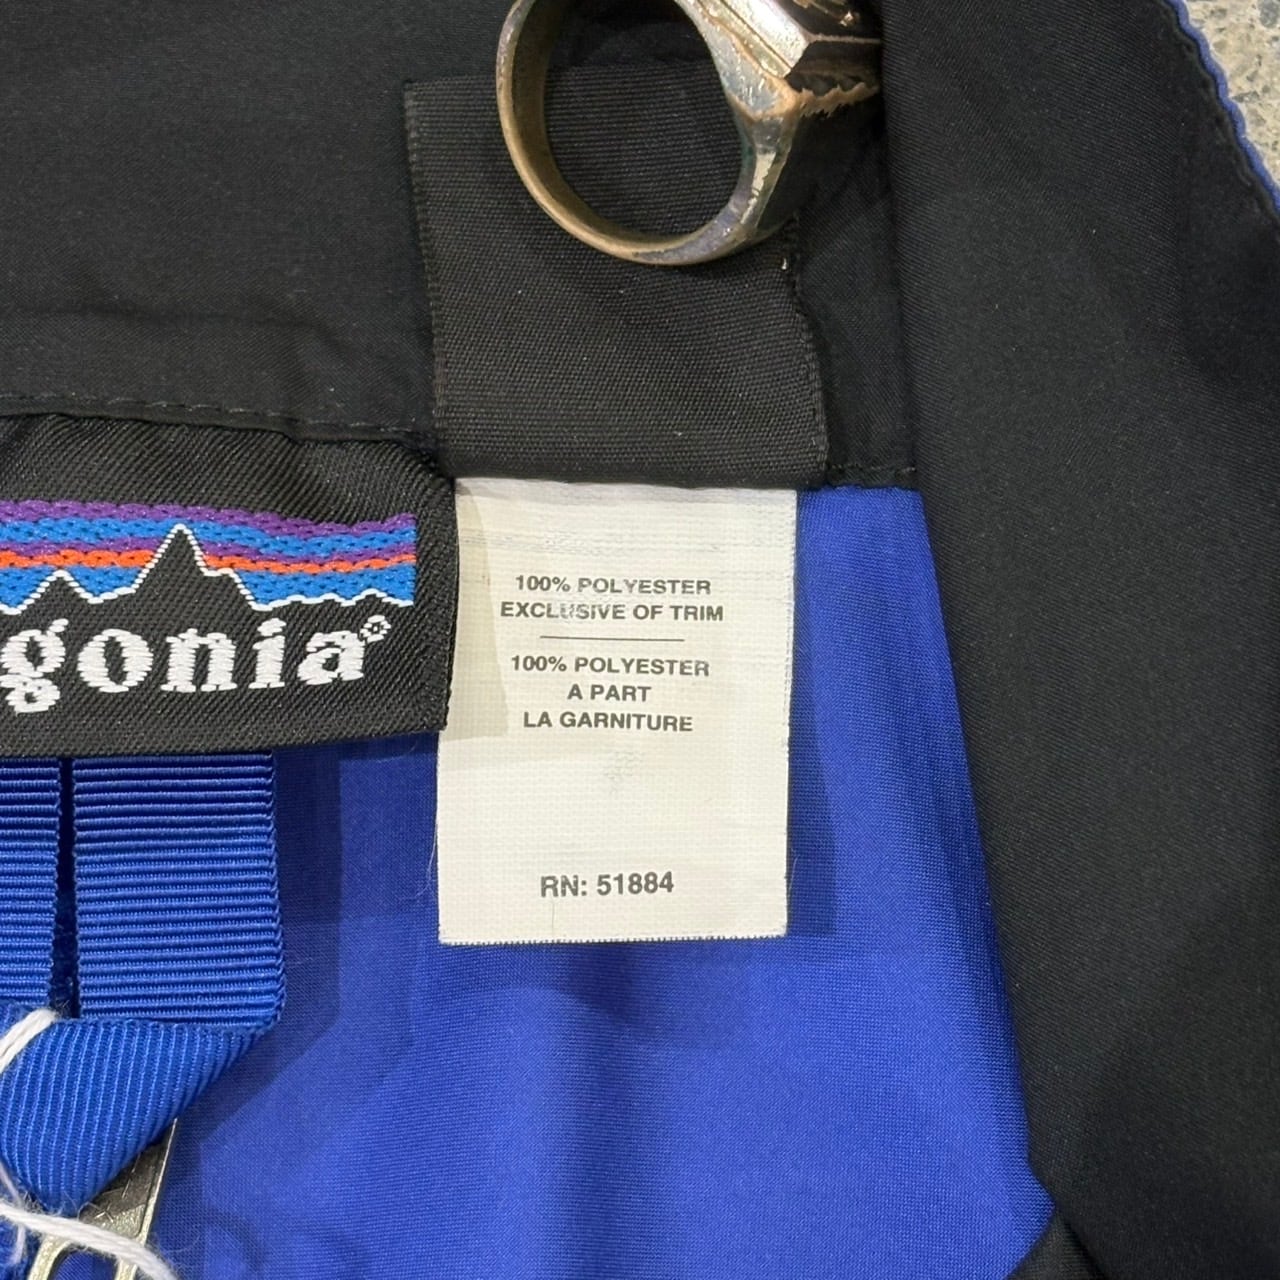 gonia®
100% POLYESTER
EXCLUSIVE OF TRIM
100% POLYESTER
A PART
LA GARNITURE
RN: 51884